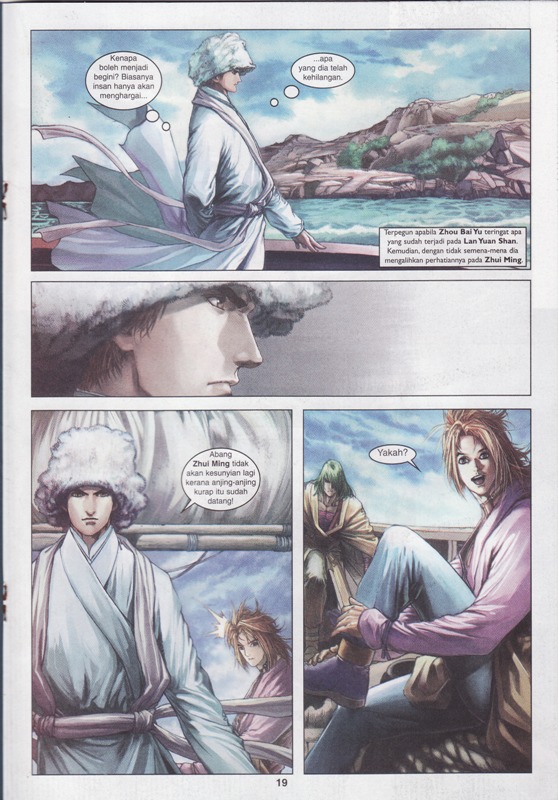 Kenapa
boleh menjadi
begini? Biasanya
insan hanya akan
menghargai...
...apa
yang dia telah
kehilangan.
Terpegun apabila Zhou Bai Yu teringat apa
yang sudah terjadi pada Lan Yuan Shan.
Kemudian, dengan tidak semena-mena dia
mengalihkan perhatiannya pada Zhui Ming.
Abang
Zhui Ming tidak
akan kesunyian lagi
kerana anjing-anjing
kurap itu sudah
datang!
Yakah?
19